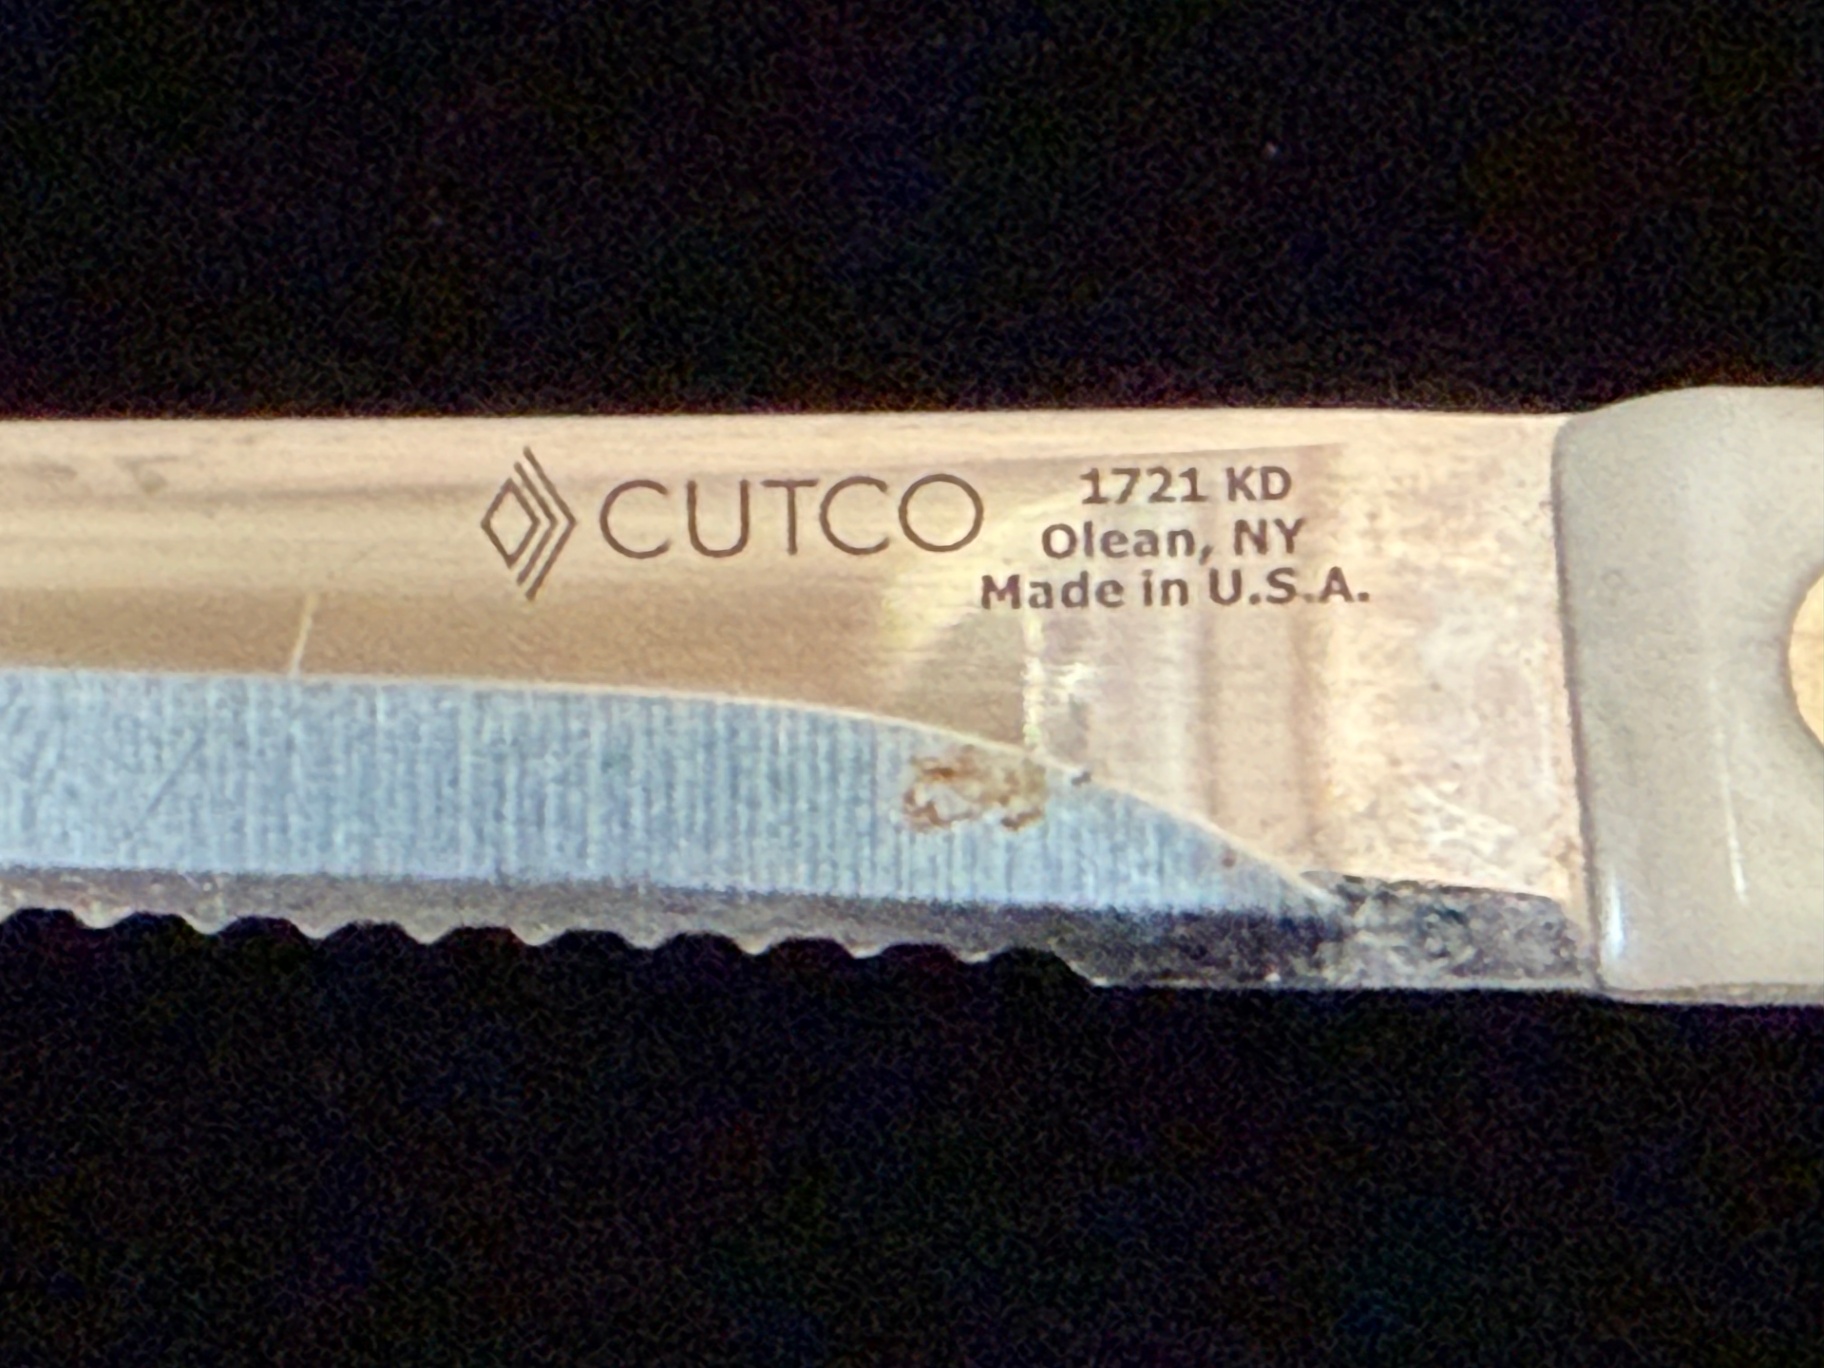 CUTCO
1721 KD
Olean, NY
Made in U.S.A.